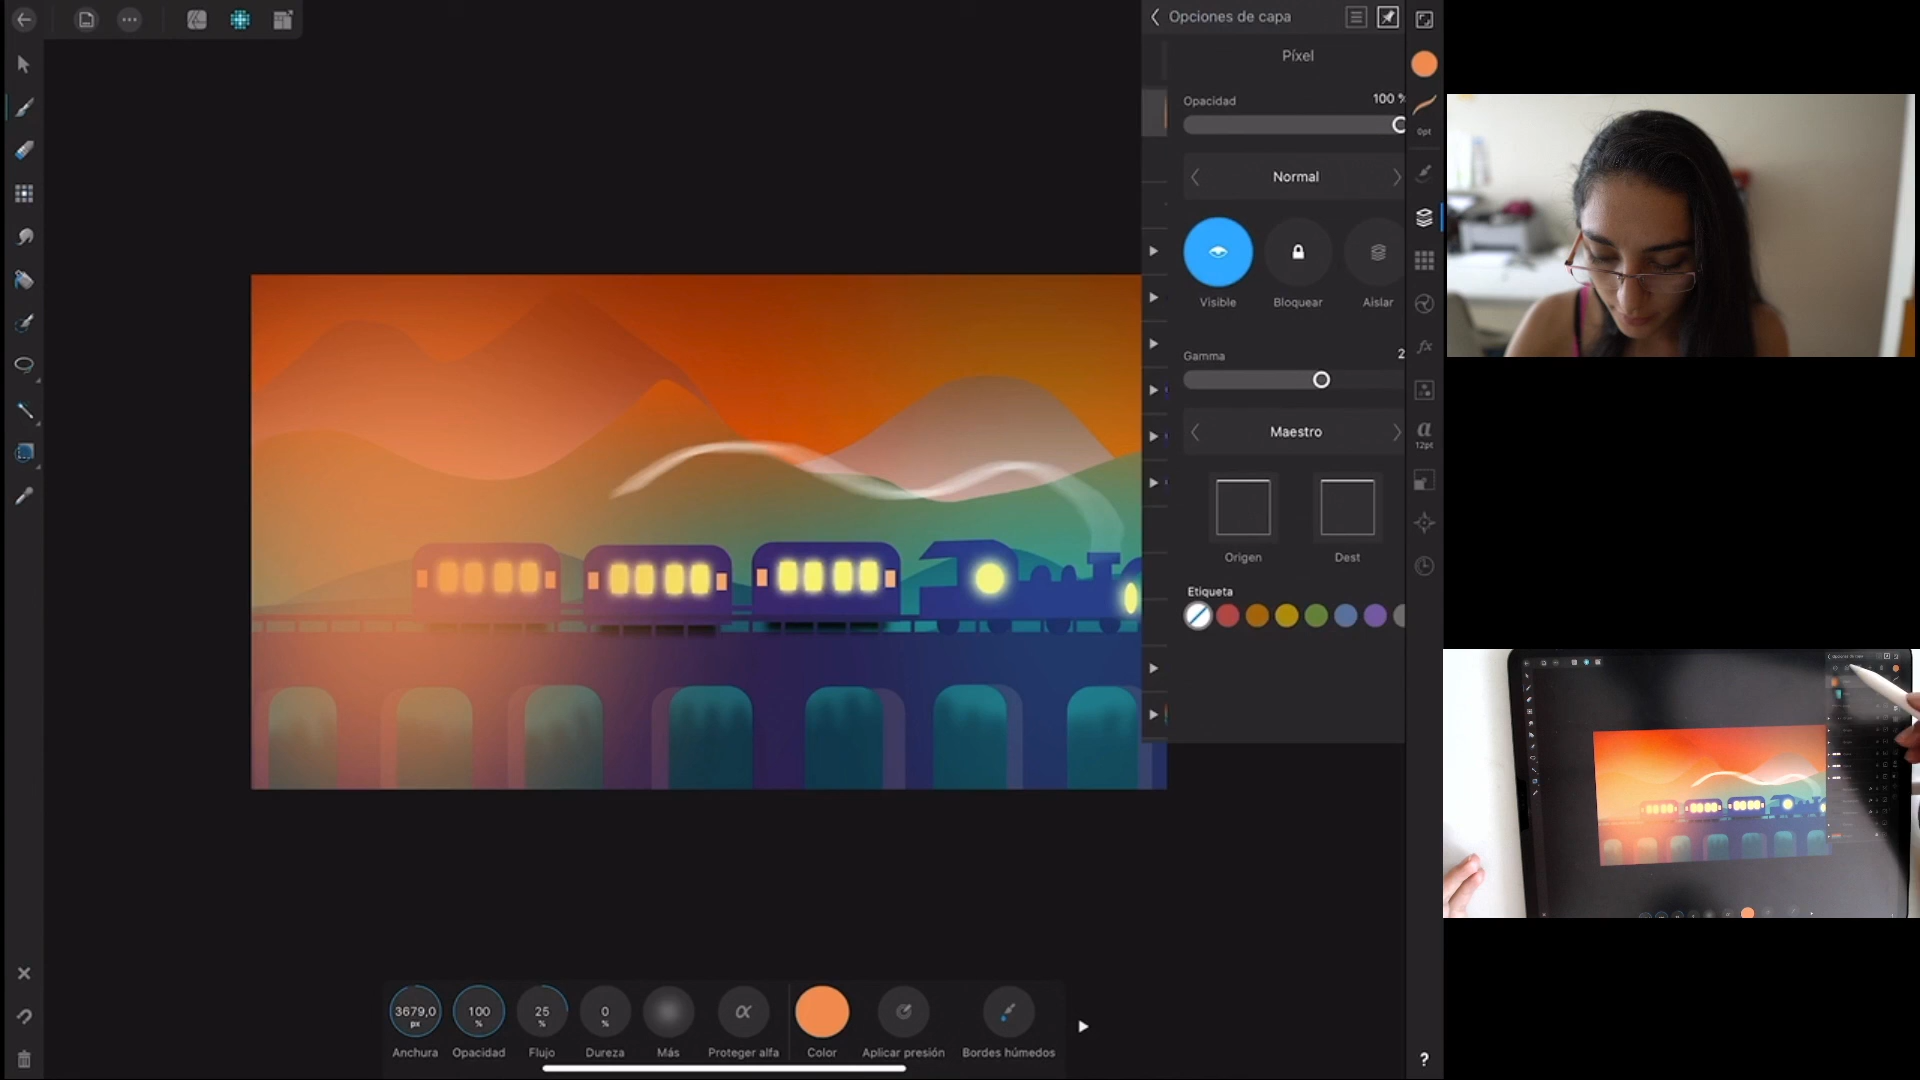 Opciones de capa
Píxel
Opacidad
100 %
0pt
Normal
Visible
Bloquear
Aislar
Gamma
2
Maestro
a
12pt
Origen
Dest
Etiqueta
3679,0
px
100
%
25
%
0
%
α
Anchura
Opacidad
Flujo
Dureza
Más
Proteger alfa
Color
Aplicar presión
Bordes húmedos
?